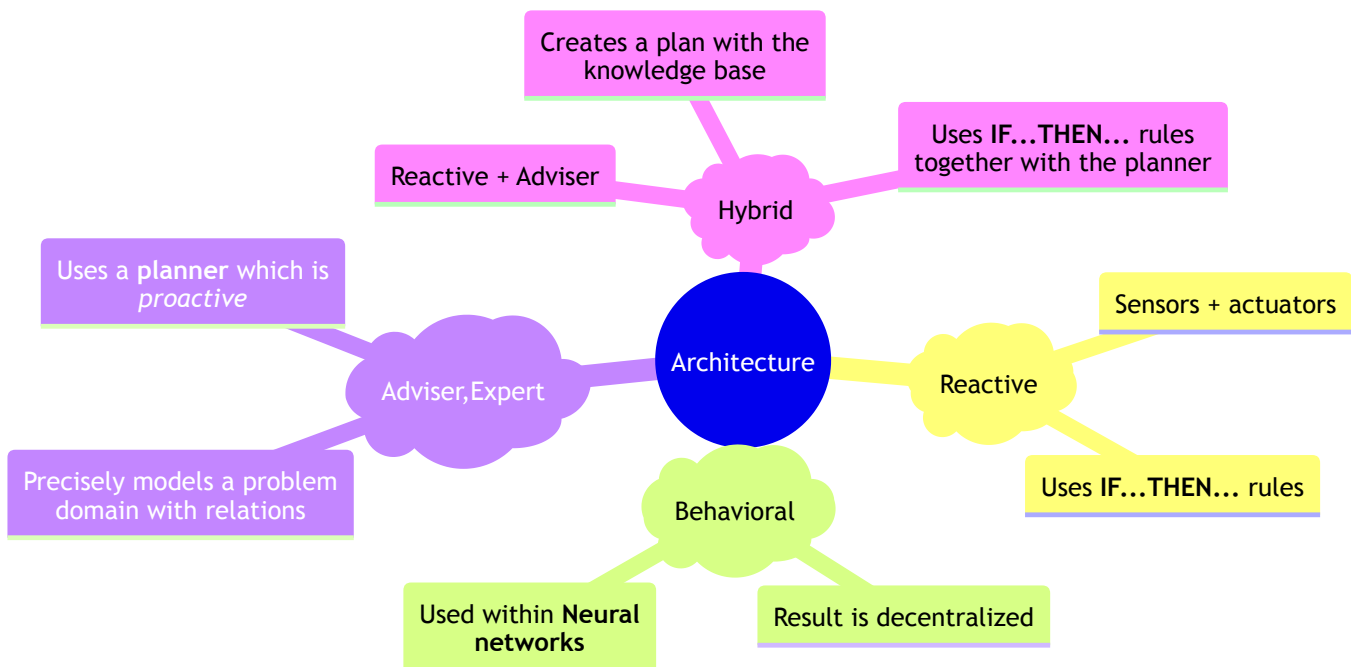 Creates a plan with the
knowledge base
Uses IF...THEN... rules
together with the planner
Reactive + Adviser
Hybrid
Uses a planner which is
proactive
Sensors + actuators
Architecture
Adviser,Expert
Reactive
Precisely models a problem
domain with relations
Uses IF...THEN... rules
Behavioral
Used within Neural
networks
Result is decentralized